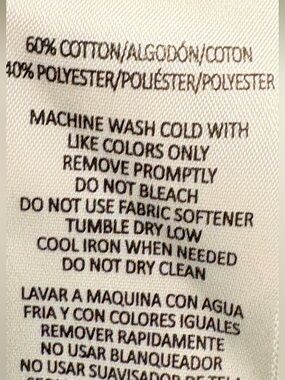 60% COTTON/ALGODÓN/COTON
40% POLYESTER/POLIÉSTER/POLYESTER
MACHINE WASH COLD WITH
LIKE COLORS ONLY
REMOVE PROMPTLY
DO NOT BLEACH
DO NOT USE FABRIC SOFTENER
TUMBLE DRY LOW
COOL IRON WHEN NEEDED
DO NOT DRY CLEAN
LAVAR A MAQUINA CON AGUA
FRIA Y CON COLORES IGUALES
REMOVER RAPIDAMENTE
NO USAR BLANQUEADOR
NO USAR SUAVISADOR DE TELA